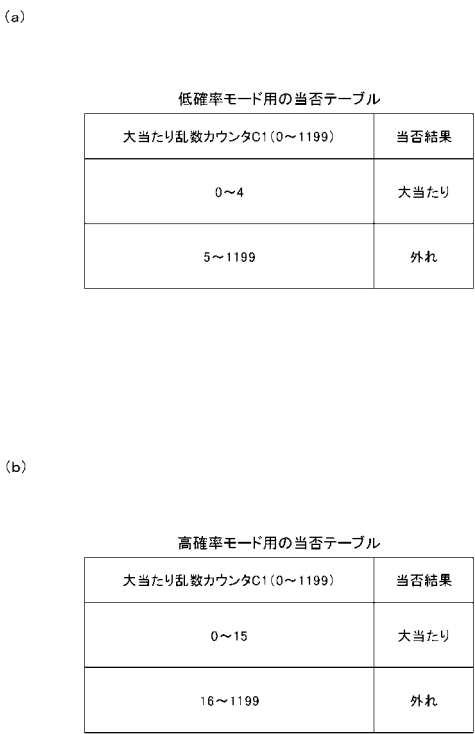 (a)
低確率モード用の当否テーブル
大当たり乱数カウンタC1(0～1199) 当否結果
0～4 大当たり
5～1199 外れ
(b)
高確率モード用の当否テーブル
大当たり乱数カウンタC1(0～1199) 当否結果
0～15 大当たり
16～1199 外れ